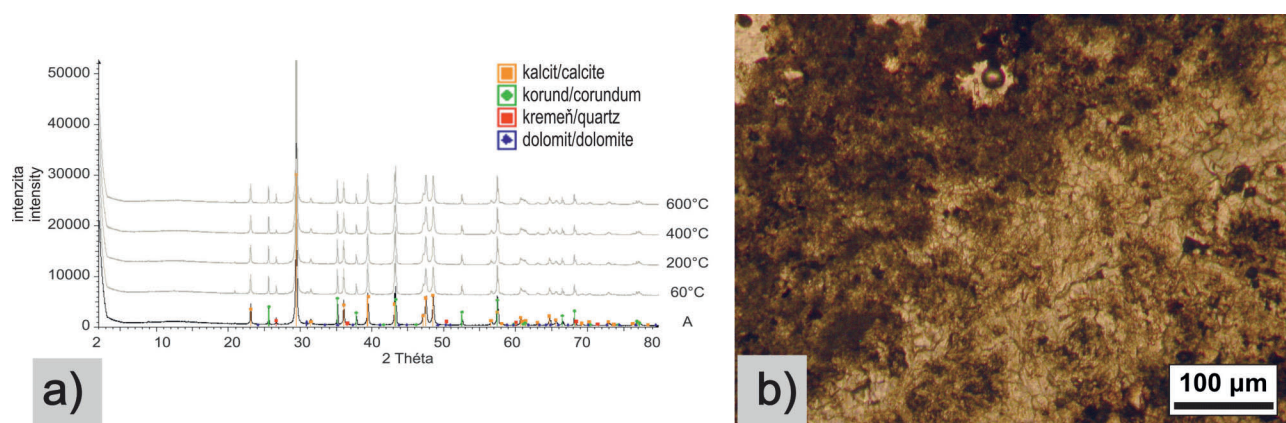 50000
40000
30000
20000
10000
0
intenzita
intensity
kalcit/calcite
korund/corundum
kremeň/quartz
dolomit/dolomite
600°C
400°C
200°C
60°C
A
2 10 20 30 40 50 60 70 80
2 Théta
a)
b)
100 µm